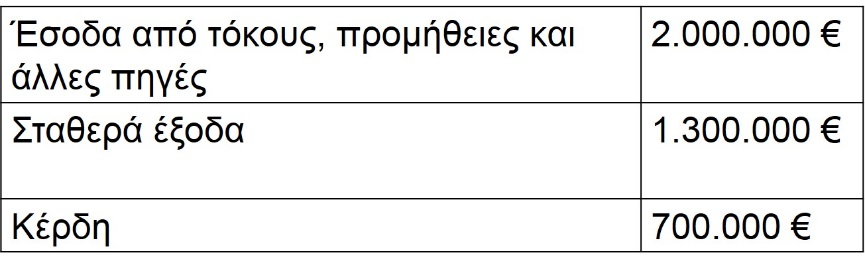 Έσοδα από τόκους, προμήθειες και
άλλες πηγές
2.000.000 €
Σταθερά έξοδα
1.300.000 €
Κέρδη
700.000 €